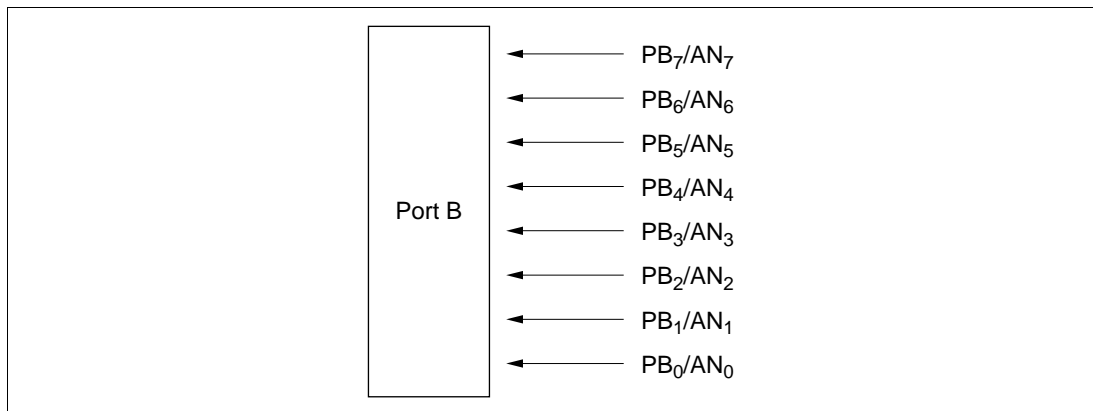 PB₇/AN₇
PB₆/AN₆
PB₅/AN₅
PB₄/AN₄
Port B
PB₃/AN₃
PB₂/AN₂
PB₁/AN₁
PB₀/AN₀